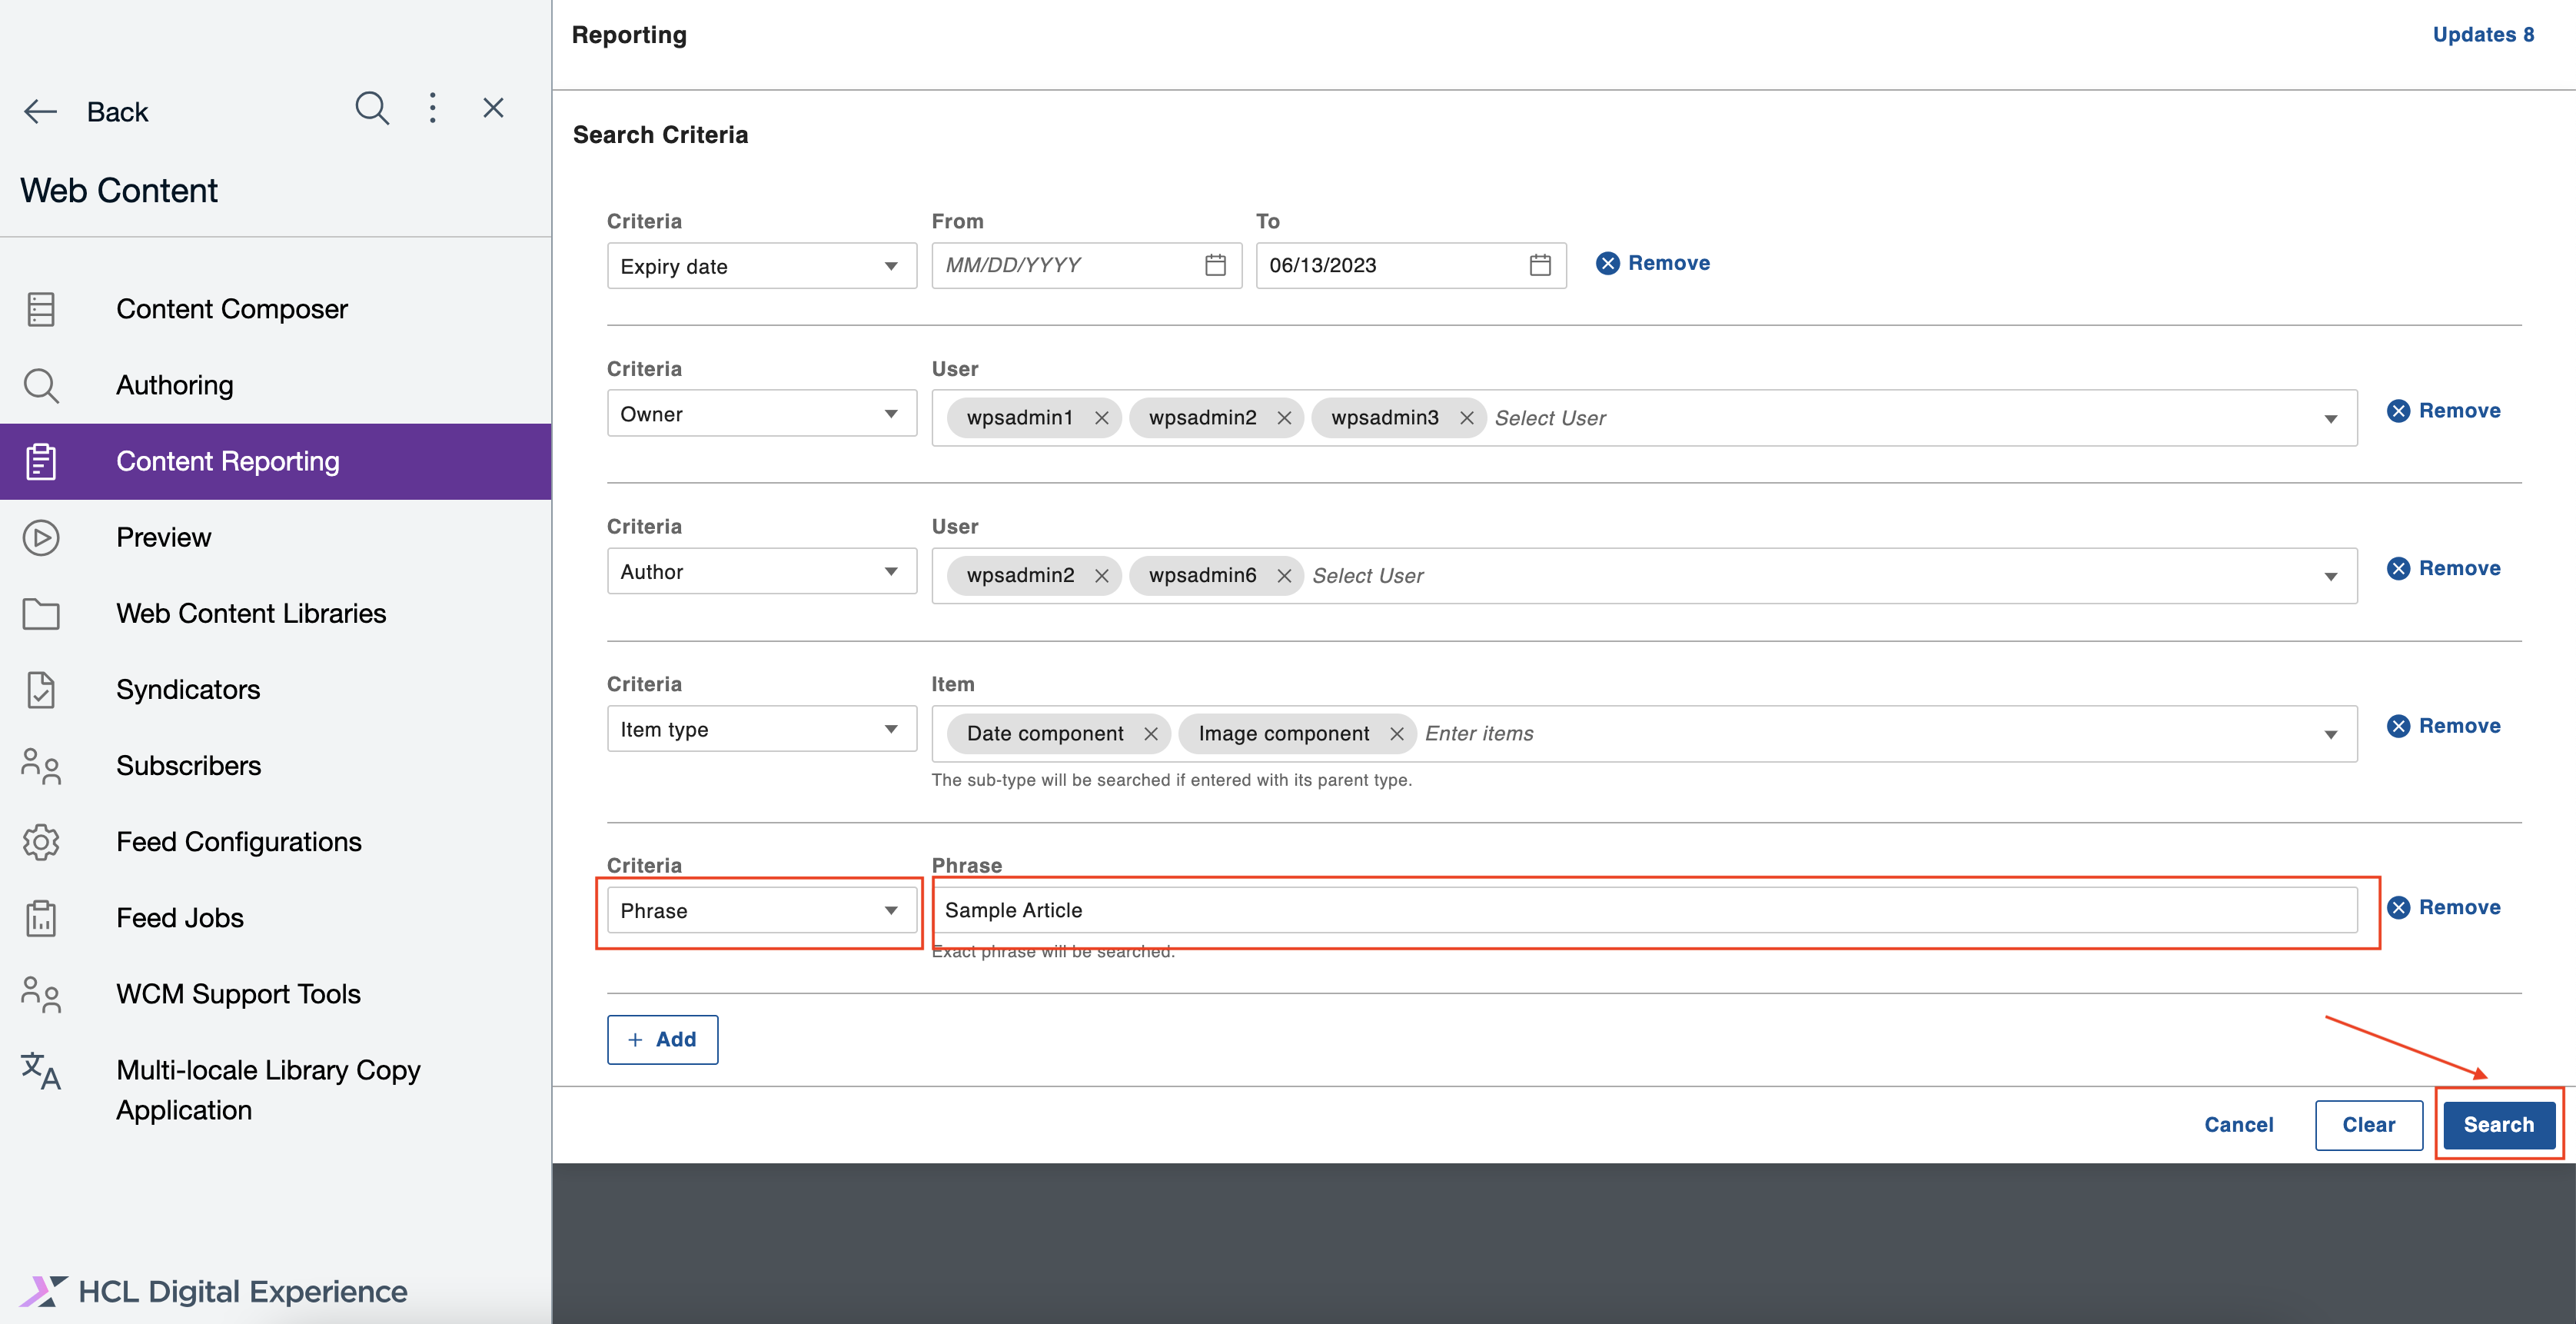 Back
Web Content
Content Composer
Authoring
Content Reporting
Preview
Web Content Libraries
Syndicators
Subscribers
Feed Configurations
Feed Jobs
WCM Support Tools
Multi-locale Library Copy
Application
HCL Digital Experience
Reporting
Updates 8
Search Criteria
Criteria From To
Expiry date MM/DD/YYYY 06/13/2023 Remove
Criteria User
Owner wpsadmin1 wpsadmin2 wpsadmin3 Select User Remove
Criteria User
Author wpsadmin2 wpsadmin6 Select User Remove
Criteria Item
Item type Date component Image component Enter items Remove
The sub-type will be searched if entered with its parent type.
Criteria Phrase
Phrase Sample Article Remove
Exact phrase will be searched.
+ Add
Cancel Clear Search